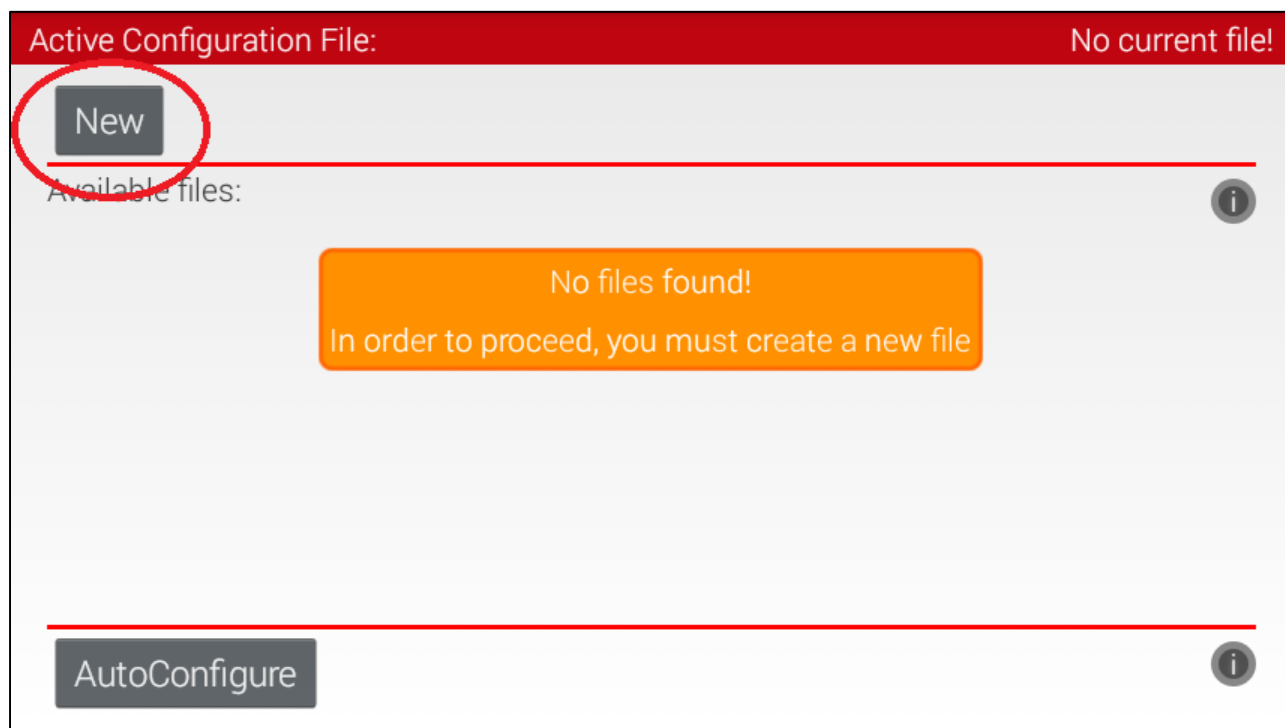 Active Configuration File: No current file!
New
Available files:
No files found!
In order to proceed, you must create a new file
AutoConfigure